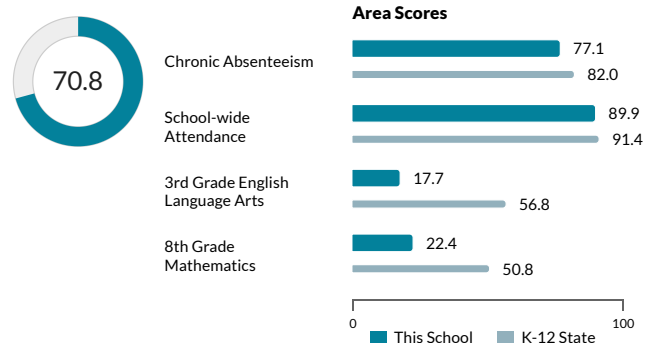 70.8
Area Scores
Chronic Absenteeism
77.1
82.0
School-wide
Attendance
89.9
91.4
3rd Grade English
Language Arts
17.7
56.8
8th Grade
Mathematics
22.4
50.8
0
100
This School
K-12 State